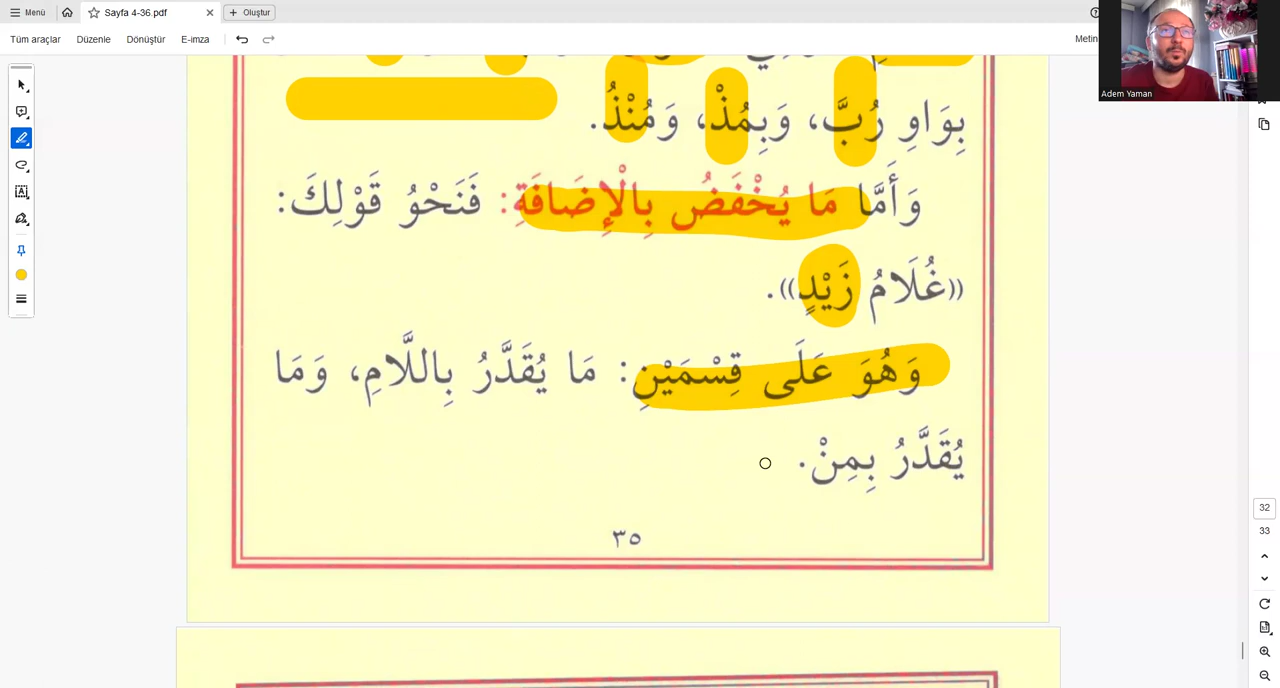 Menü
Sayfa 4-36.pdf
Oluştur
Tüm araçlar
Düzenle
Dönüştür
E-imza
Metin
Adem Yaman
بِوَاوِ رُبَّ، وَبِمُذْ، وَمُنْذُ.
وَأَمَّا مَا يُخْفَضُ بِالْإِضَافَةِ: فَنَحْوُ قَوْلِكَ:
«غُلَامُ زَيْدٍ».
وَهُوَ عَلَى قِسْمَيْنِ: مَا يُقَدَّرُ بِاللَّامِ، وَمَا
يُقَدَّرُ بِمِنْ.
٣٥
32
33